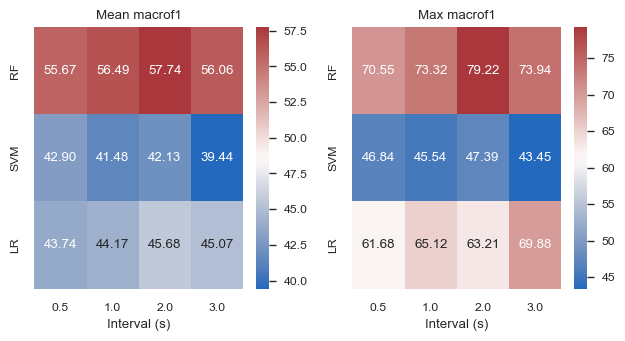 Mean macrof1
RF
55.67 56.49 57.74 56.06
SVM
42.90 41.48 42.13 39.44
LR
43.74 44.17 45.68 45.07
0.5 1.0 2.0 3.0
Interval (s)
57.5
55.0
52.5
50.0
47.5
45.0
42.5
40.0
Max macrof1
RF
70.55 73.32 79.22 73.94
SVM
46.84 45.54 47.39 43.45
LR
61.68 65.12 63.21 69.88
0.5 1.0 2.0 3.0
Interval (s)
75
70
65
60
55
50
45